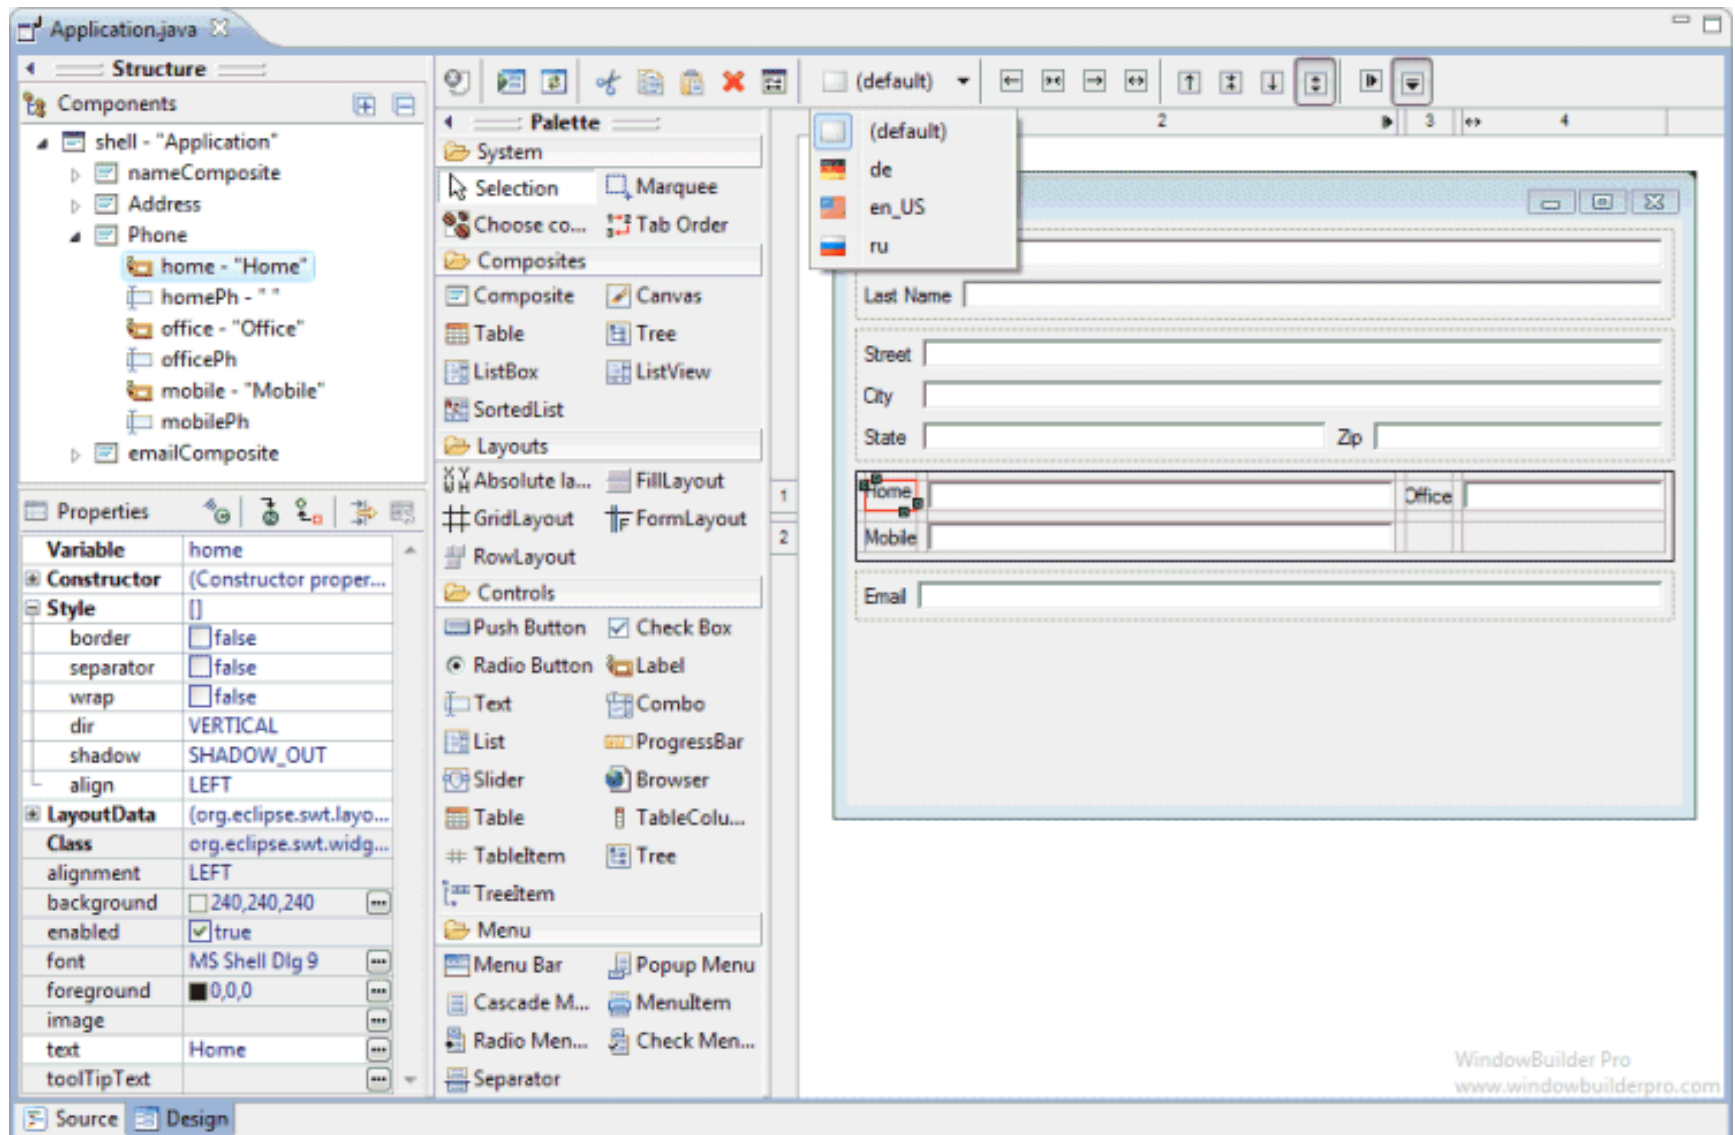 Application.java
Structure
Components
shell - "Application"
nameComposite
Address
Phone
home - "Home"
homePh - " "
office - "Office"
officePh
mobile - "Mobile"
mobilePh
emailComposite
Properties
Variable home
Constructor (Constructor proper...
Style []
border false
separator false
wrap false
dir VERTICAL
shadow SHADOW_OUT
align LEFT
LayoutData (org.eclipse.swt.layo...
Class org.eclipse.swt.widg...
alignment LEFT
background 240,240,240
enabled true
font MS Shell Dlg 9
foreground 0,0,0
image
text Home
toolTipText
Source Design
Palette
System
Selection Marquee
Choose co... Tab Order
Composites
Composite Canvas
Table Tree
ListBox ListView
SortedList
Layouts
Absolute la... FillLayout
GridLayout FormLayout
RowLayout
Controls
Push Button Check Box
Radio Button Label
Text Combo
List ProgressBar
Slider Browser
Table TableColu...
TableItem Tree
TreeItem
Menu
Menu Bar Popup Menu
Cascade M... MenuItem
Radio Men... Check Men...
Separator
(default)
(default)
de
en_US
ru
2 3 4
1
2
Last Name
Street
City
State Zip
Home Office
Mobile
Email
WindowBuilder Pro
www.windowbuilderpro.com